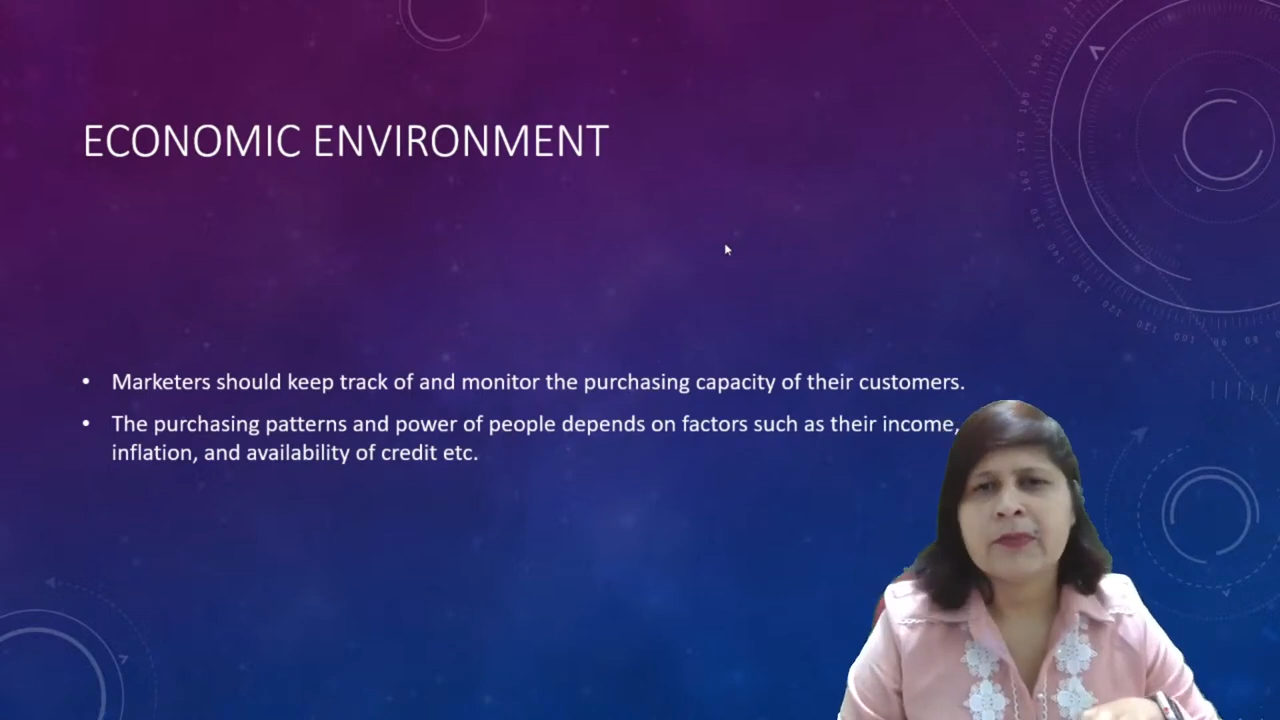 ECONOMIC ENVIRONMENT
• Marketers should keep track of and monitor the purchasing capacity of their customers.
• The purchasing patterns and power of people depends on factors such as their income,
inflation, and availability of credit etc.